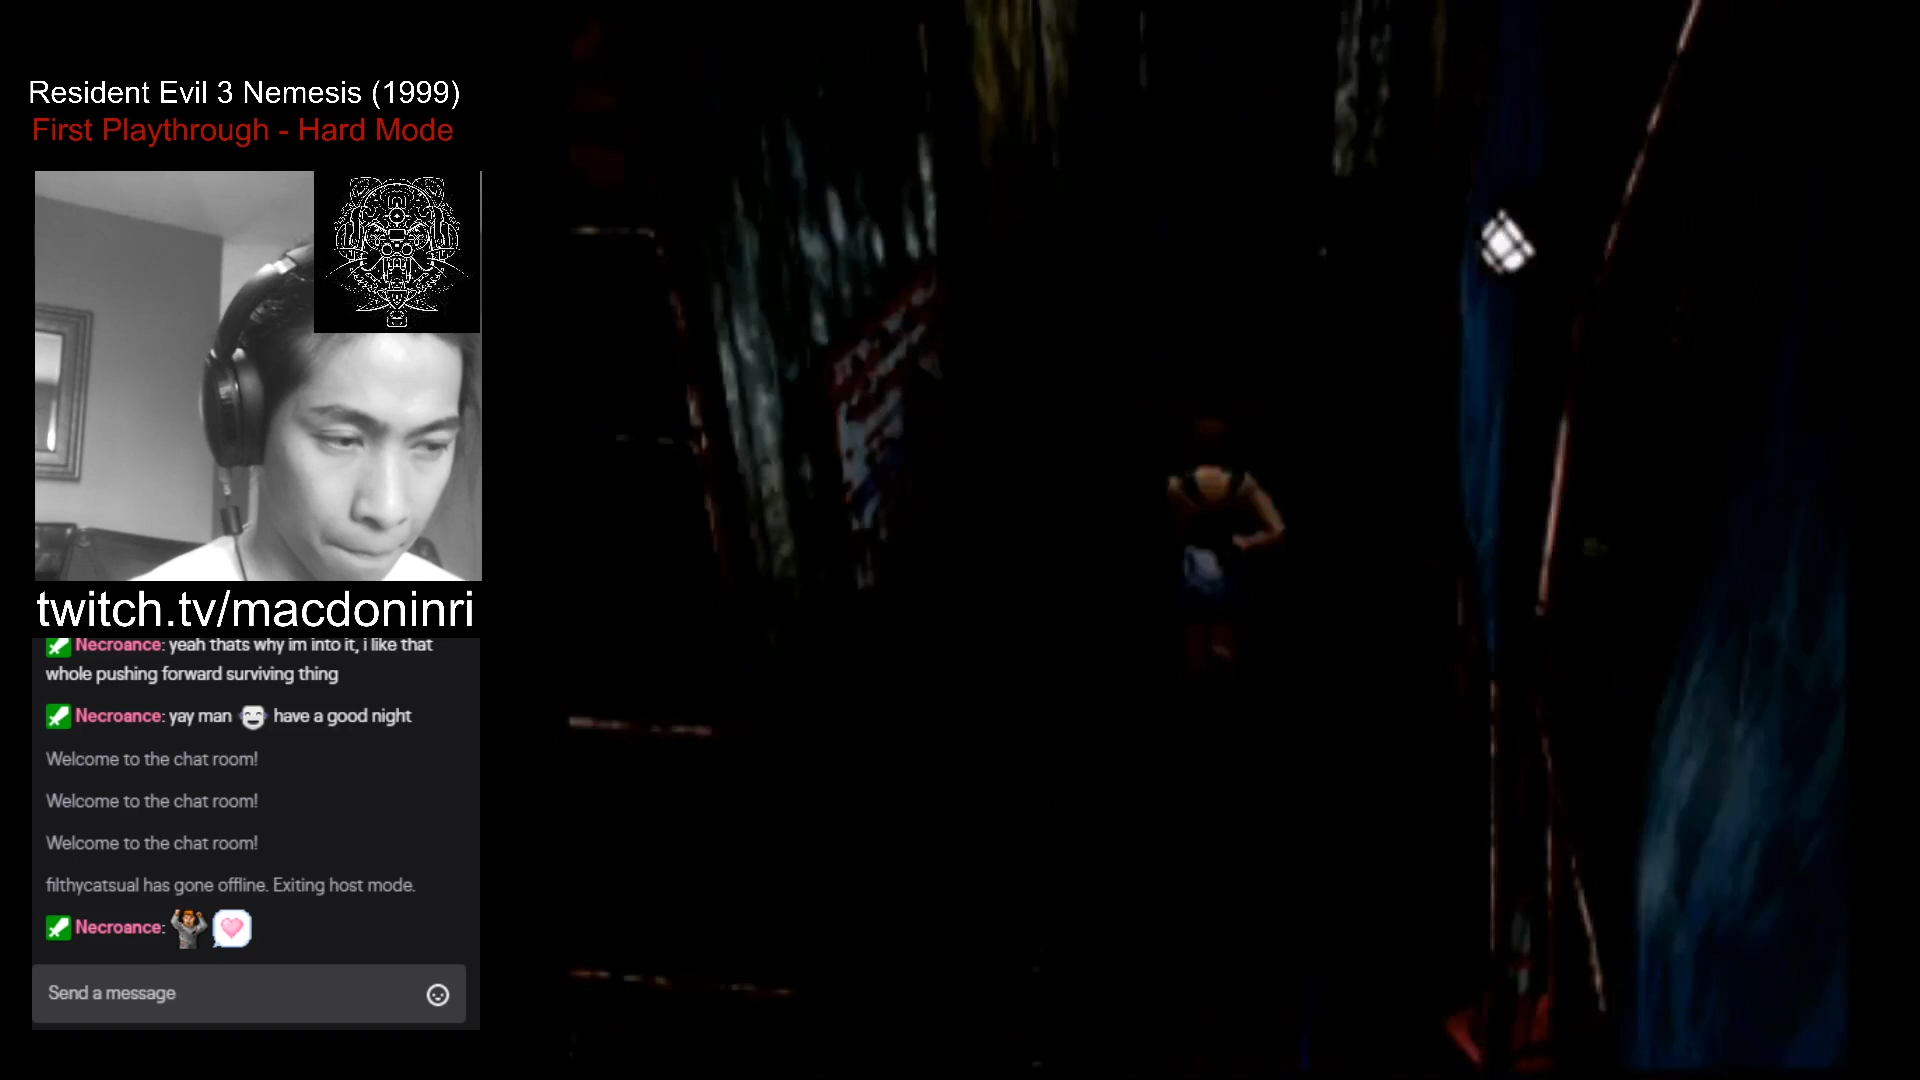 Resident Evil 3 Nemesis (1999)
First Playthrough - Hard Mode
twitch.tv/macdoninri
Necroance: yeah thats why im into it, i like that
whole pushing forward surviving thing
Necroance: yay man have a good night
Welcome to the chat room!
Welcome to the chat room!
Welcome to the chat room!
filthycatsual has gone offline. Exiting host mode.
Necroance:
Send a message